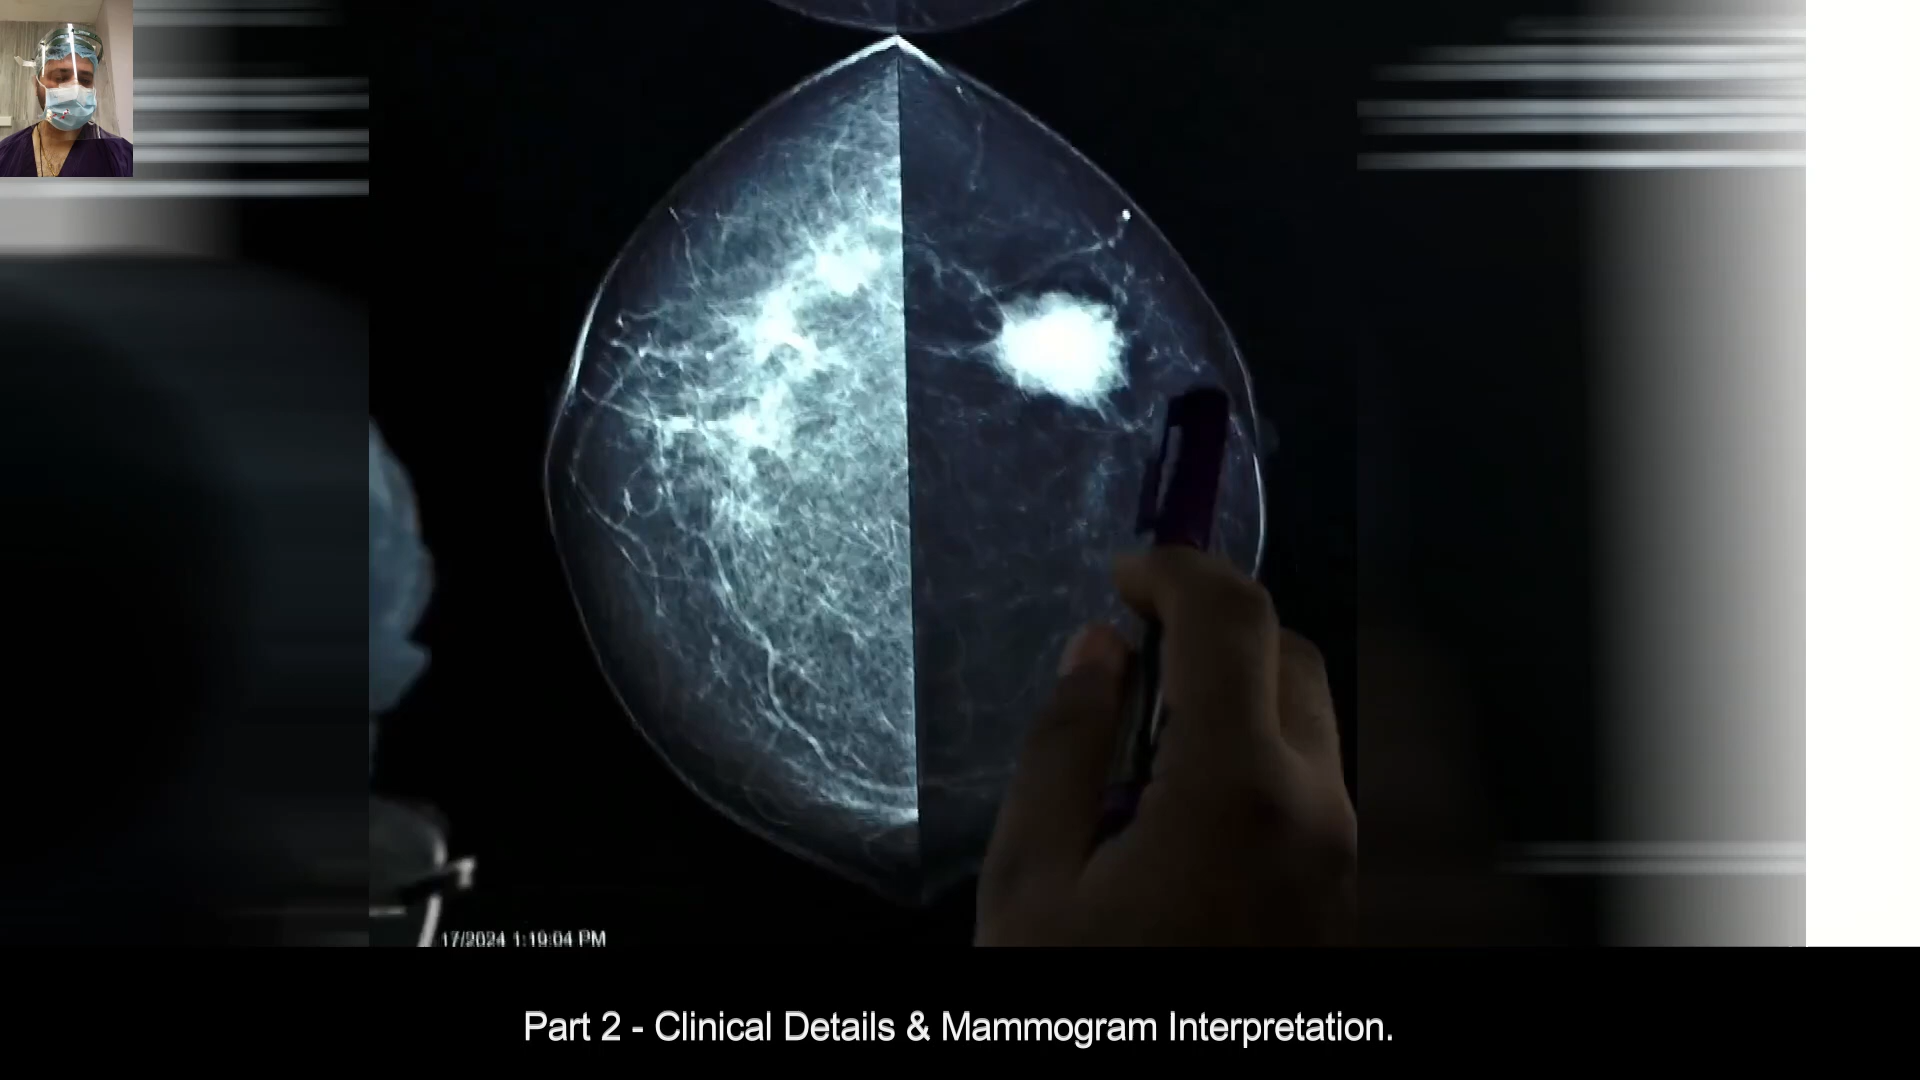 17/2024 1:19:04 PM
Part 2 - Clinical Details & Mammogram Interpretation.